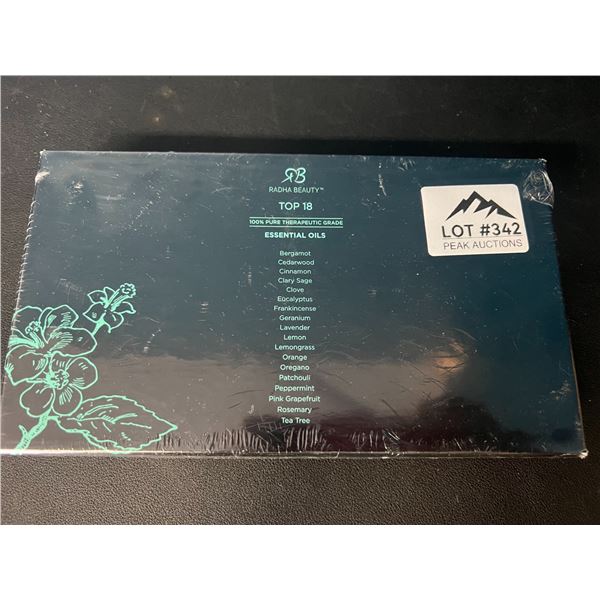 RB
RADHA BEAUTY™
TOP 18
100% PURE THERAPEUTIC GRADE
ESSENTIAL OILS
Bergamot
Cedarwood
Cinnamon
Clary Sage
Clove
Eucalyptus
Frankincense
Geranium
Lavender
Lemon
Lemongrass
Orange
Oregano
Patchouli
Peppermint
Pink Grapefruit
Rosemary
Tea Tree
LOT #342
PEAK AUCTIONS